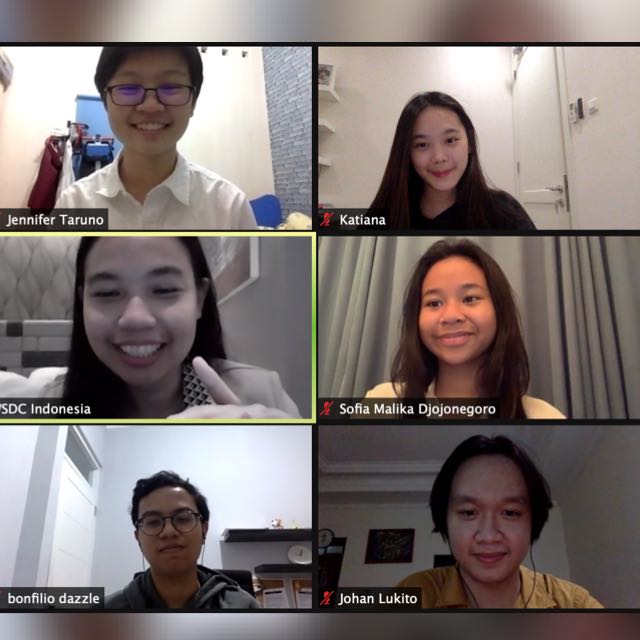 Jennifer Taruno
Katiana
SDC Indonesia
Sofia Malika Djojonegoro
bonfilio dazzle
Johan Lukito